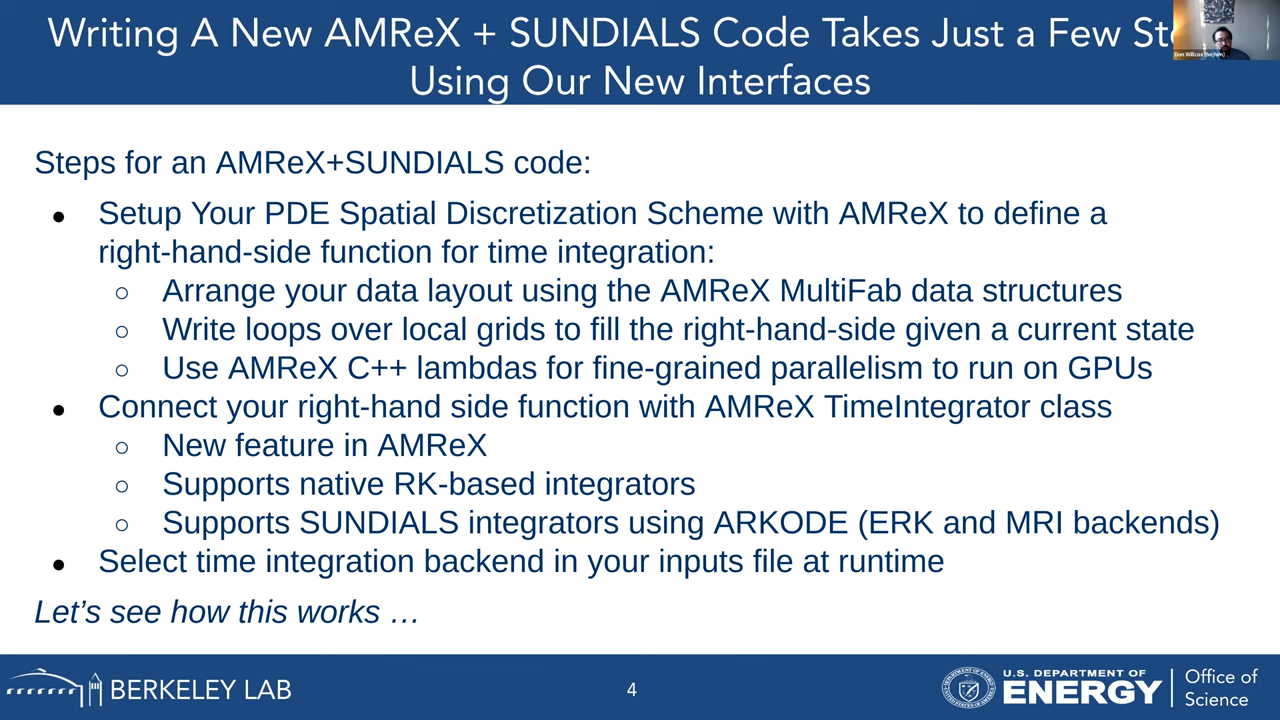 Writing A New AMReX + SUNDIALS Code Takes Just a Few
Using Our New Interfaces
Don Willcox
Steps for an AMReX+SUNDIALS code:
● Setup Your PDE Spatial Discretization Scheme with AMReX to define a
right-hand-side function for time integration:
○ Arrange your data layout using the AMReX MultiFab data structures
○ Write loops over local grids to fill the right-hand-side given a current state
○ Use AMReX C++ lambdas for fine-grained parallelism to run on GPUs
● Connect your right-hand side function with AMReX TimeIntegrator class
○ New feature in AMReX
○ Supports native RK-based integrators
○ Supports SUNDIALS integrators using ARKODE (ERK and MRI backends)
● Select time integration backend in your inputs file at runtime
Let's see how this works …
BERKELEY LAB
4
U.S. DEPARTMENT OF
ENERGY
Office of
Science